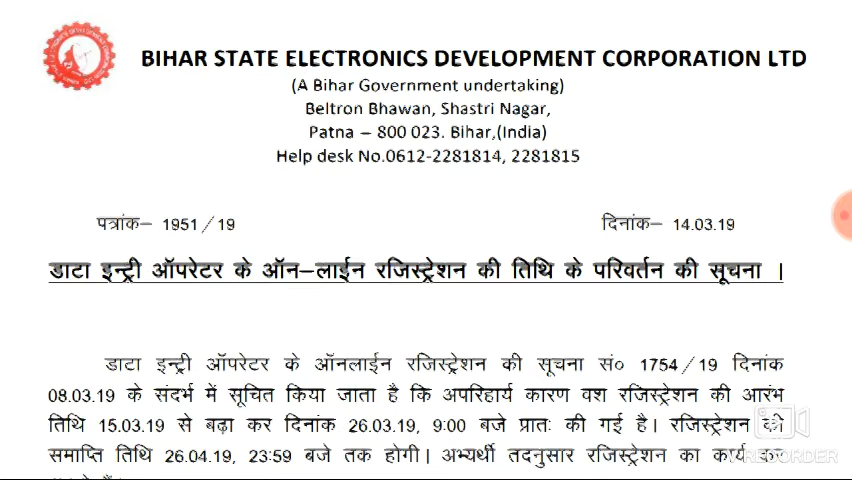 BIHAR STATE ELECTRONICS DEVELOPMENT CORPORATION LTD
(A Bihar Government undertaking)
Beltron Bhawan, Shastri Nagar,
Patna – 800 023. Bihar,(India)
Help desk No.0612-2281814, 2281815
पत्रांक– 1951/19 दिनांक– 14.03.19
डाटा इन्ट्री ऑपरेटर के ऑन–लाईन रजिस्ट्रेशन की तिथि के परिवर्तन की सूचना ।
डाटा इन्ट्री ऑपरेटर के ऑनलाईन रजिस्ट्रेशन की सूचना सं० 1754/19 दिनांक
08.03.19 के संदर्भ में सूचित किया जाता है कि अपरिहार्य कारण वश रजिस्ट्रेशन की आरंभ
तिथि 15.03.19 से बढ़ा कर दिनांक 26.03.19, 9:00 बजे प्रातः की गई है। रजिस्ट्रेशन की
समाप्ति तिथि 26.04.19, 23:59 बजे तक होगी। अभ्यर्थी तदनुसार रजिस्ट्रेशन का कार्य कर
RECORDER